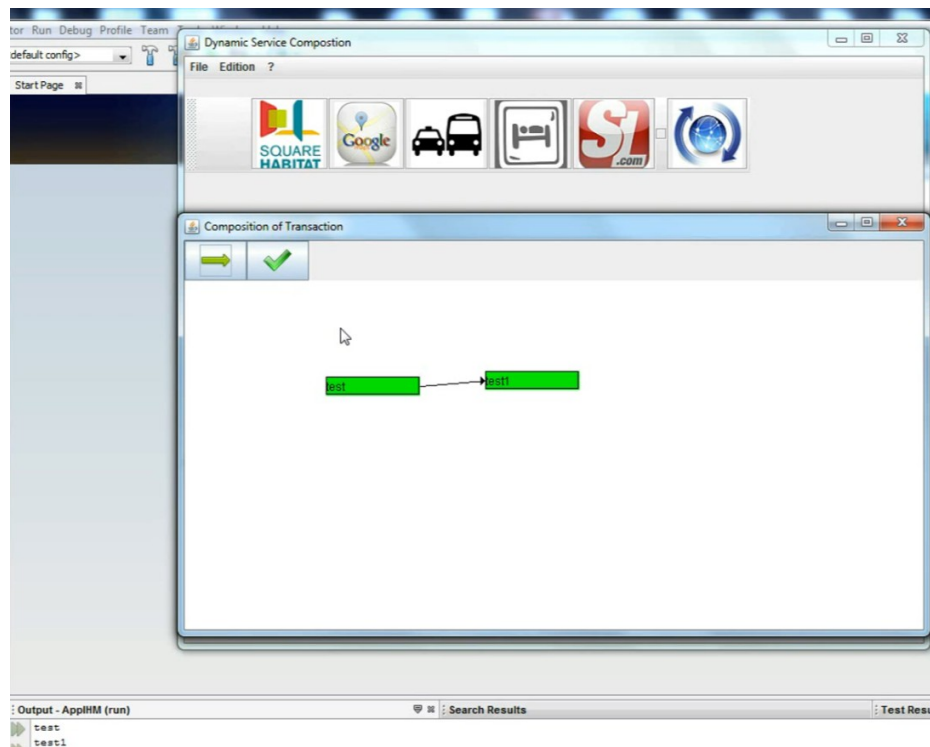 tor Run Debug Profile Team
default config>
Start Page
Dynamic Service Compostion
File Edition ?
SQUARE
HABITAT
Google
SI
.com
Composition of Transaction
test
test1
Output - ApplIHM (run)
Search Results
Test Resu
test
test1